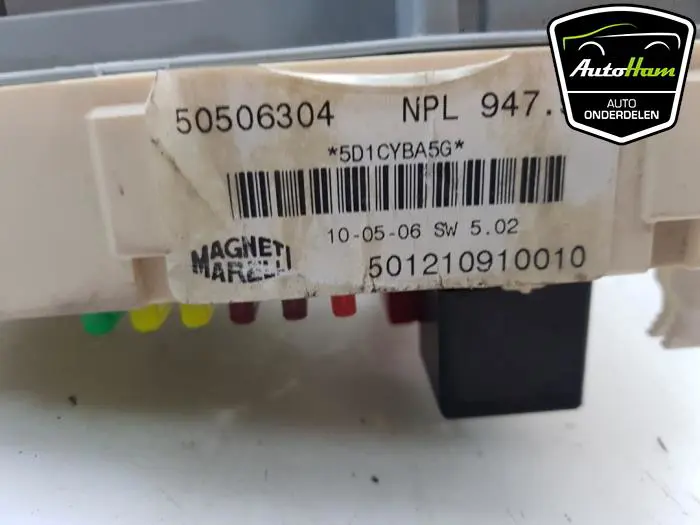 50506304 NPL 947.
*5D1CYBA5G*
10-05-06 SW 5.02
MAGNETI
MARELLI
501210910010
AutoHam
AUTO
ONDERDELEN